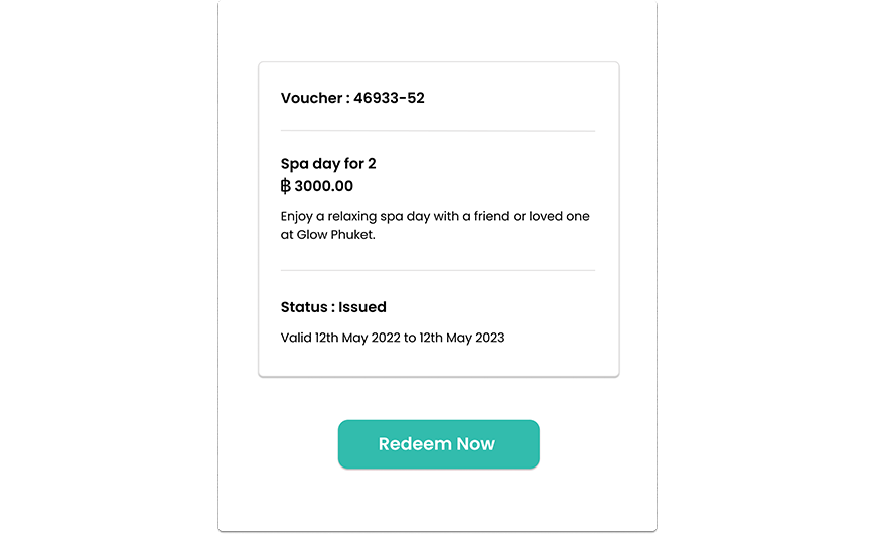 Voucher : 46933-52
Spa day for 2
฿ 3000.00
Enjoy a relaxing spa day with a friend or loved one
at Glow Phuket.
Status : Issued
Valid 12th May 2022 to 12th May 2023
Redeem Now